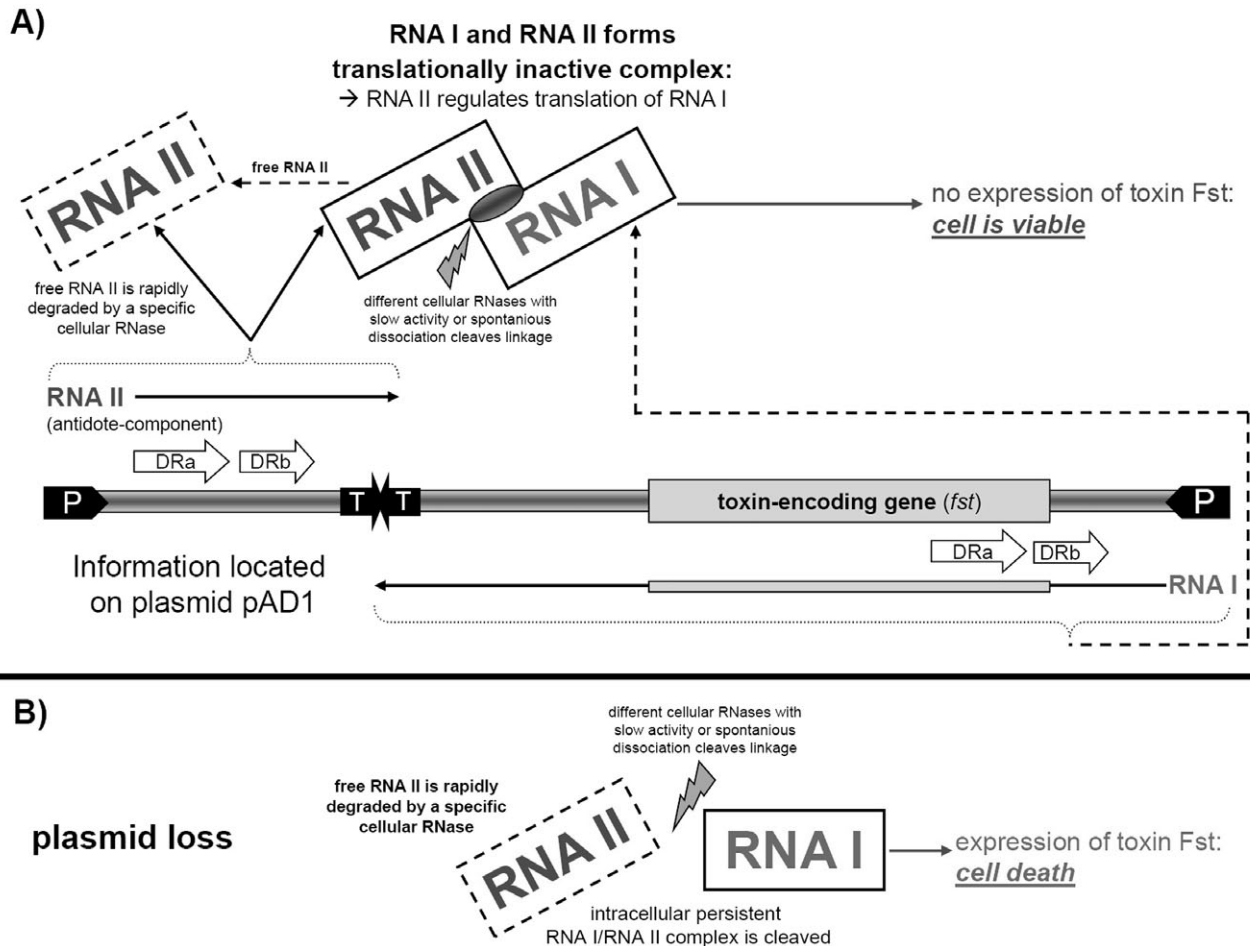 A)
RNA I and RNA II forms
translationally inactive complex:
→ RNA II regulates translation of RNA I
RNA II
free RNA II
RNA II
RNA I
no expression of toxin Fst:
cell is viable
free RNA II is rapidly
degraded by a specific
cellular RNase
different cellular RNases with
slow activity or spontanious
dissociation cleaves linkage
RNA II
(antidote-component)
DRa
DRb
P
T
T
toxin-encoding gene (fst)
P
DRa
DRb
Information located
on plasmid pAD1
RNA I
B)
different cellular RNases with
slow activity or spontanious
dissociation cleaves linkage
free RNA II is rapidly
degraded by a specific
cellular RNase
plasmid loss
RNA II
RNA I
expression of toxin Fst:
cell death
intracellular persistent
RNA I/RNA II complex is cleaved